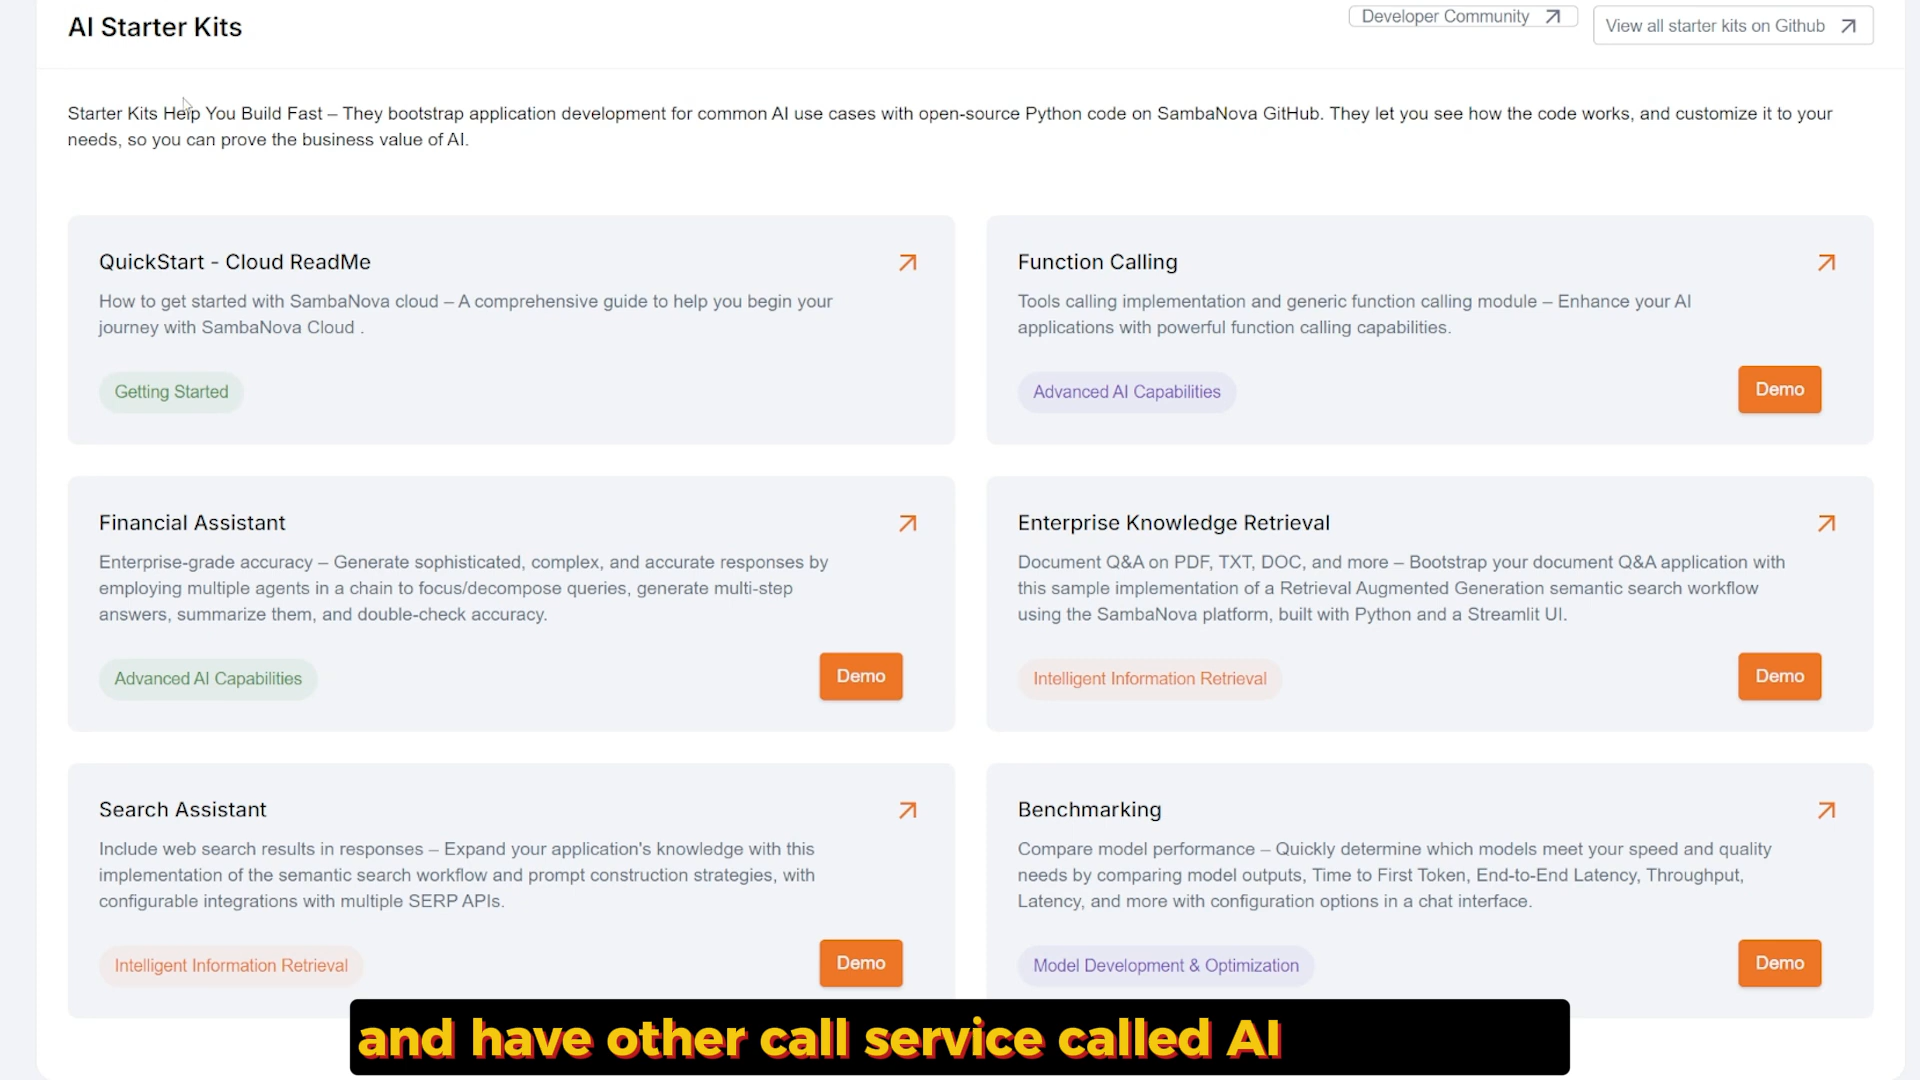 AI Starter Kits
Developer Community
View all starter kits on Github
Starter Kits Help You Build Fast – They bootstrap application development for common AI use cases with open-source Python code on SambaNova GitHub. They let you see how the code works, and customize it to your
needs, so you can prove the business value of AI.
QuickStart - Cloud ReadMe
How to get started with SambaNova cloud – A comprehensive guide to help you begin your
journey with SambaNova Cloud .
Getting Started
Function Calling
Tools calling implementation and generic function calling module – Enhance your AI
applications with powerful function calling capabilities.
Advanced AI Capabilities
Demo
Financial Assistant
Enterprise-grade accuracy – Generate sophisticated, complex, and accurate responses by
employing multiple agents in a chain to focus/decompose queries, generate multi-step
answers, summarize them, and double-check accuracy.
Advanced AI Capabilities
Demo
Enterprise Knowledge Retrieval
Document Q&A on PDF, TXT, DOC, and more – Bootstrap your document Q&A application with
this sample implementation of a Retrieval Augmented Generation semantic search workflow
using the SambaNova platform, built with Python and a Streamlit UI.
Intelligent Information Retrieval
Demo
Search Assistant
Include web search results in responses – Expand your application's knowledge with this
implementation of the semantic search workflow and prompt construction strategies, with
configurable integrations with multiple SERP APIs.
Intelligent Information Retrieval
Demo
Benchmarking
Compare model performance – Quickly determine which models meet your speed and quality
needs by comparing model outputs, Time to First Token, End-to-End Latency, Throughput,
Latency, and more with configuration options in a chat interface.
Model Development & Optimization
Demo
and have other call service called AI